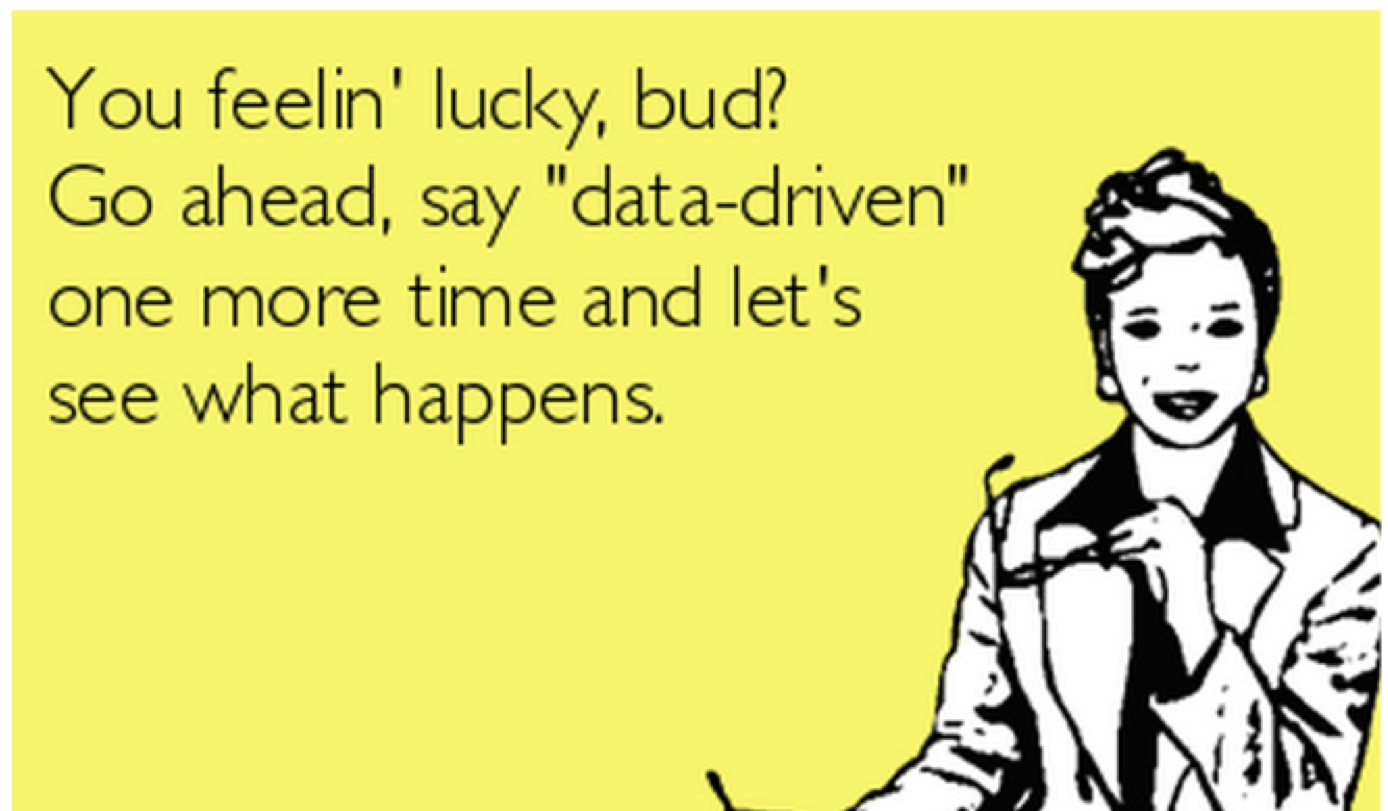 You feelin' lucky, bud?
Go ahead, say "data-driven"
one more time and let's
see what happens.